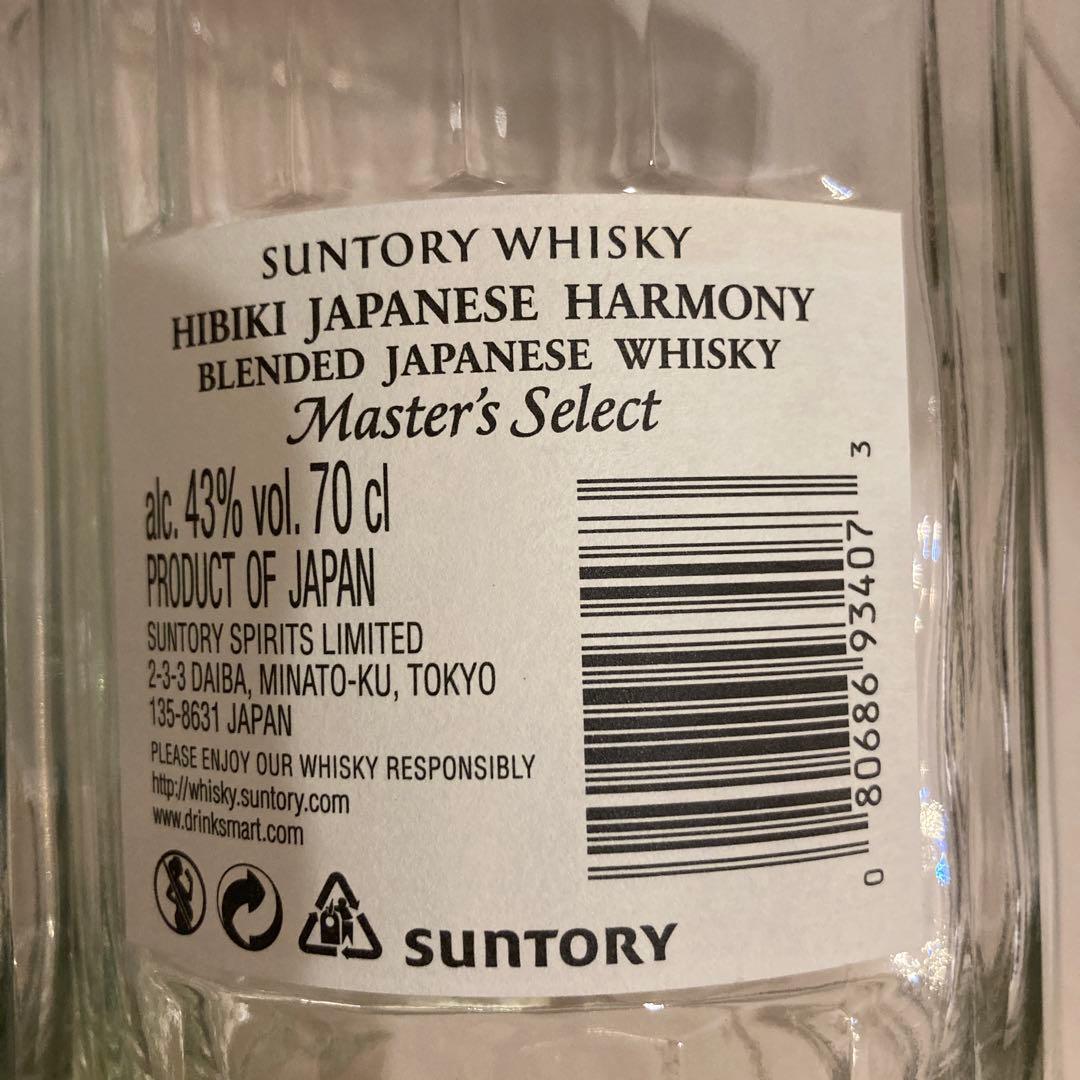 SUNTORY WHISKY
HIBIKI JAPANESE HARMONY
BLENDED JAPANESE WHISKY
Master's Select
alc. 43% vol. 70 cl
PRODUCT OF JAPAN
SUNTORY SPIRITS LIMITED
2-3-3 DAIBA, MINATO-KU, TOKYO
135-8631 JAPAN
PLEASE ENJOY OUR WHISKY RESPONSIBLY
http://whisky.suntory.com
www.drinksmart.com
SUNTORY
0 80686 93407 3